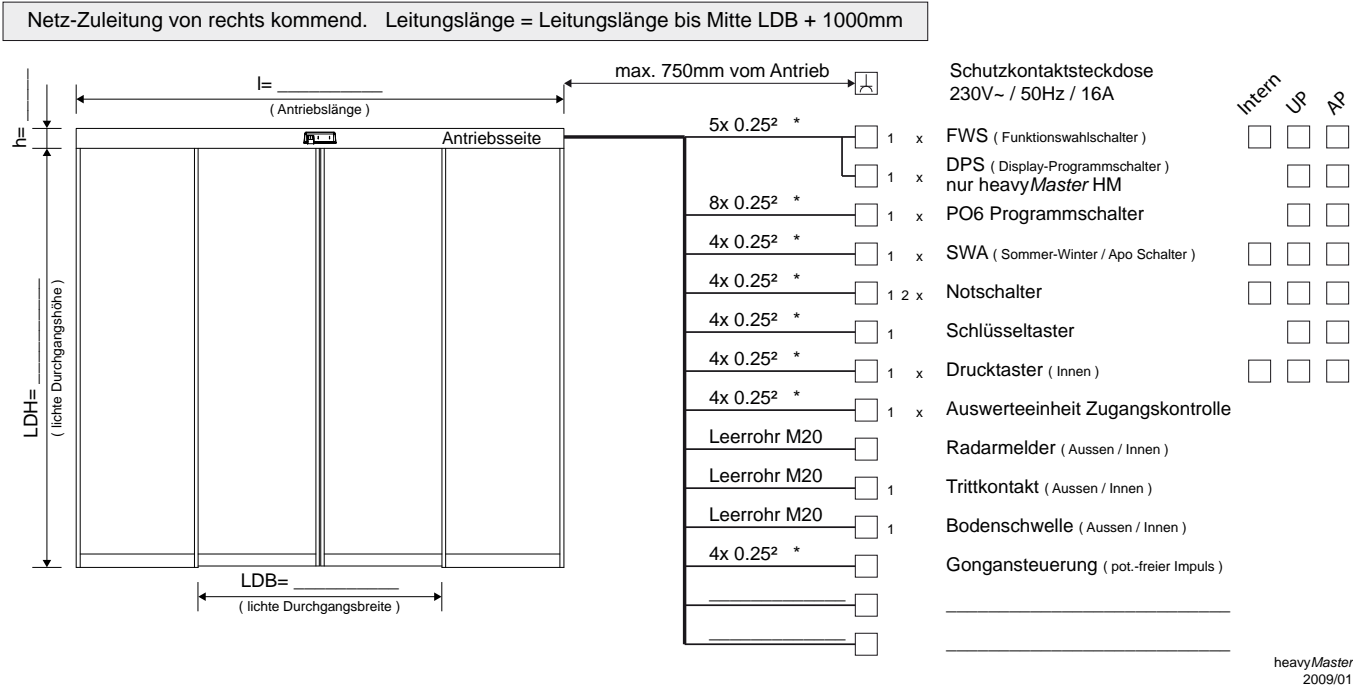 Netz-Zuleitung von rechts kommend. Leitungslänge = Leitungslänge bis Mitte LDB + 1000mm
l= __________
( Antriebslänge )
max. 750mm vom Antrieb
Schutzkontaktsteckdose
230V~ / 50Hz / 16A
Intern
UP
AP
h= _____
Antriebsseite
5x 0.25² *
1 x
FWS ( Funktionswahlschalter )
1 x
DPS ( Display-Programmschalter )
nur heavyMaster HM
8x 0.25² *
1 x
PO6 Programmschalter
4x 0.25² *
1 x
SWA ( Sommer-Winter / Apo Schalter )
4x 0.25² *
1 2 x
Notschalter
4x 0.25² *
1
Schlüsseltaster
4x 0.25² *
1 x
Drucktaster ( Innen )
4x 0.25² *
1 x
Auswerteeinheit Zugangskontrolle
Leerrohr M20
Radarmelder ( Aussen / Innen )
Leerrohr M20
1
Trittkontakt ( Aussen / Innen )
Leerrohr M20
1
Bodenschwelle ( Aussen / Innen )
4x 0.25² *
Gongansteuerung ( pot.-freier Impuls )
LDH= __________
( lichte Durchgangshöhe )
LDB= __________
( lichte Durchgangsbreite )
heavyMaster
2009/01